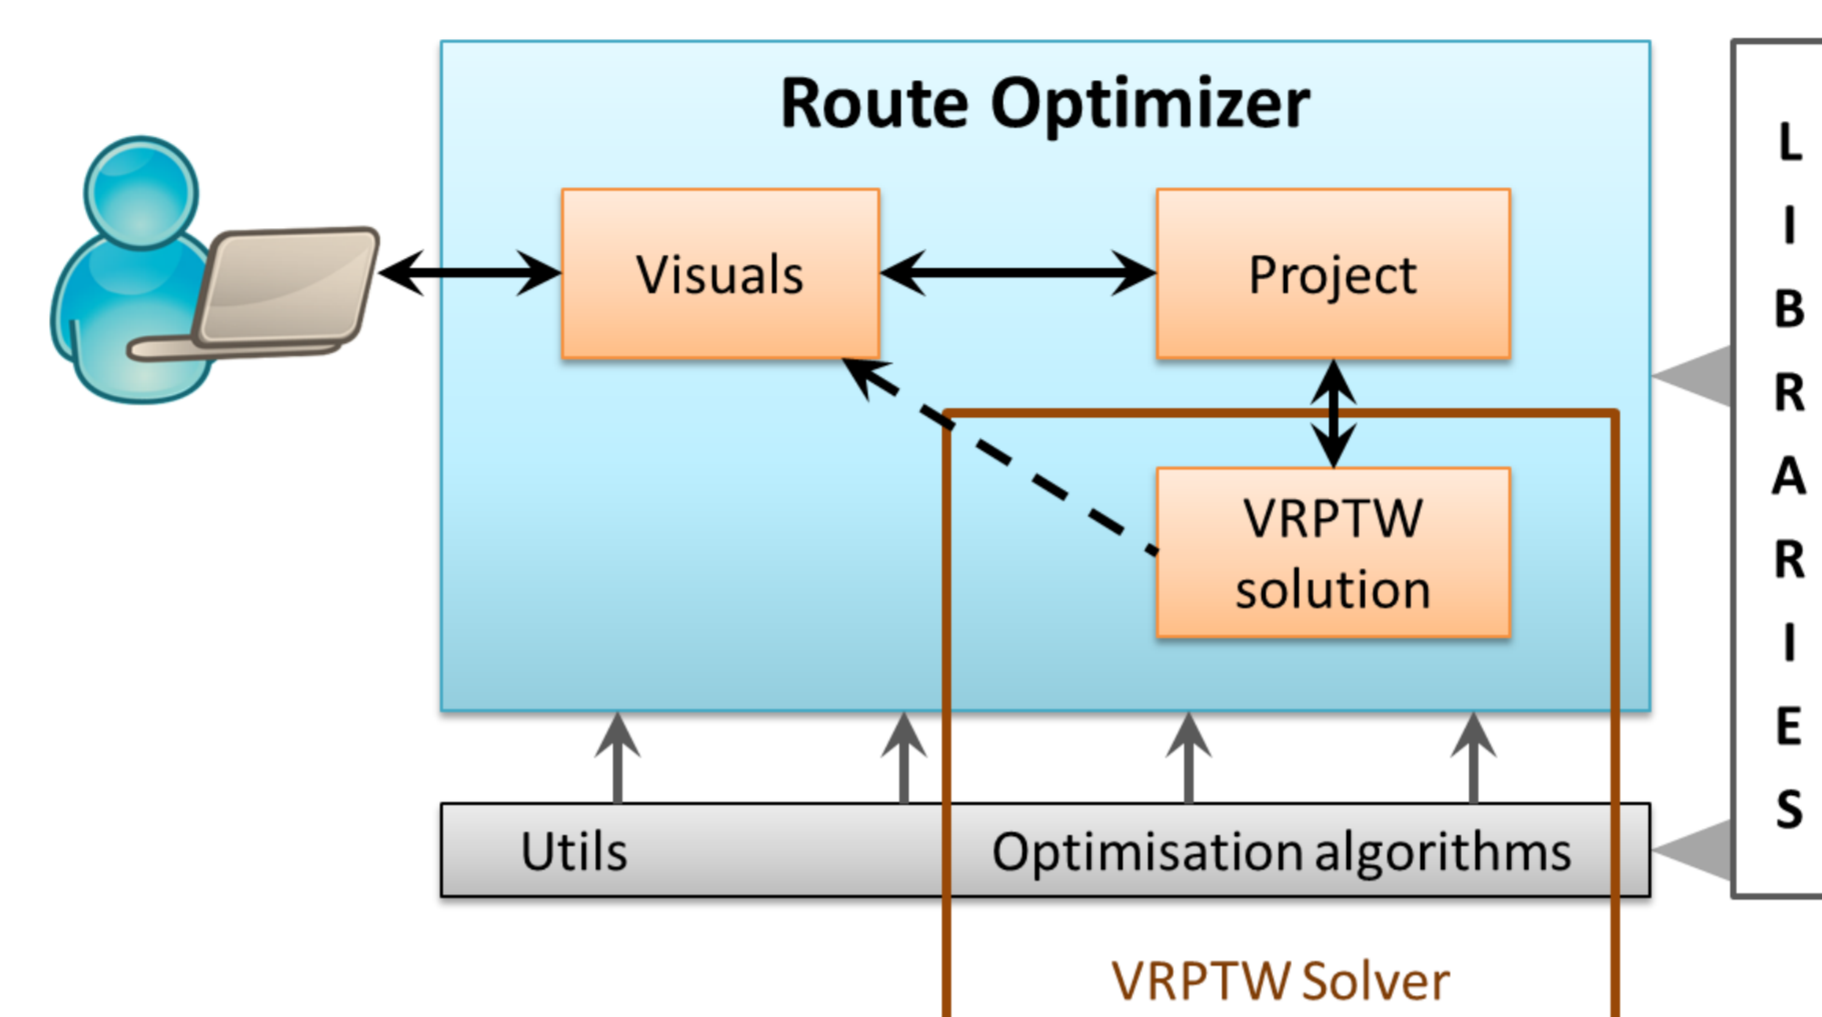 Route Optimizer
Visuals
Project
VRPTW
solution
Utils
Optimisation algorithms
VRPTW Solver
L
I
B
R
A
R
I
E
S